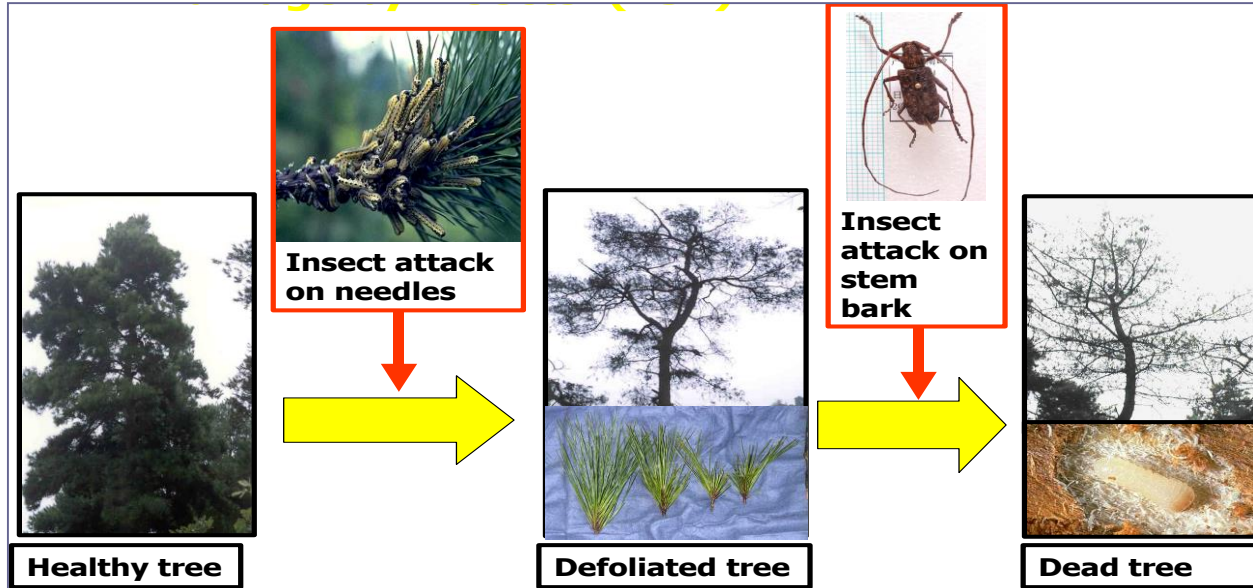 Insect attack
on needles
Insect
attack on
stem
bark
Healthy tree
Defoliated tree
Dead tree